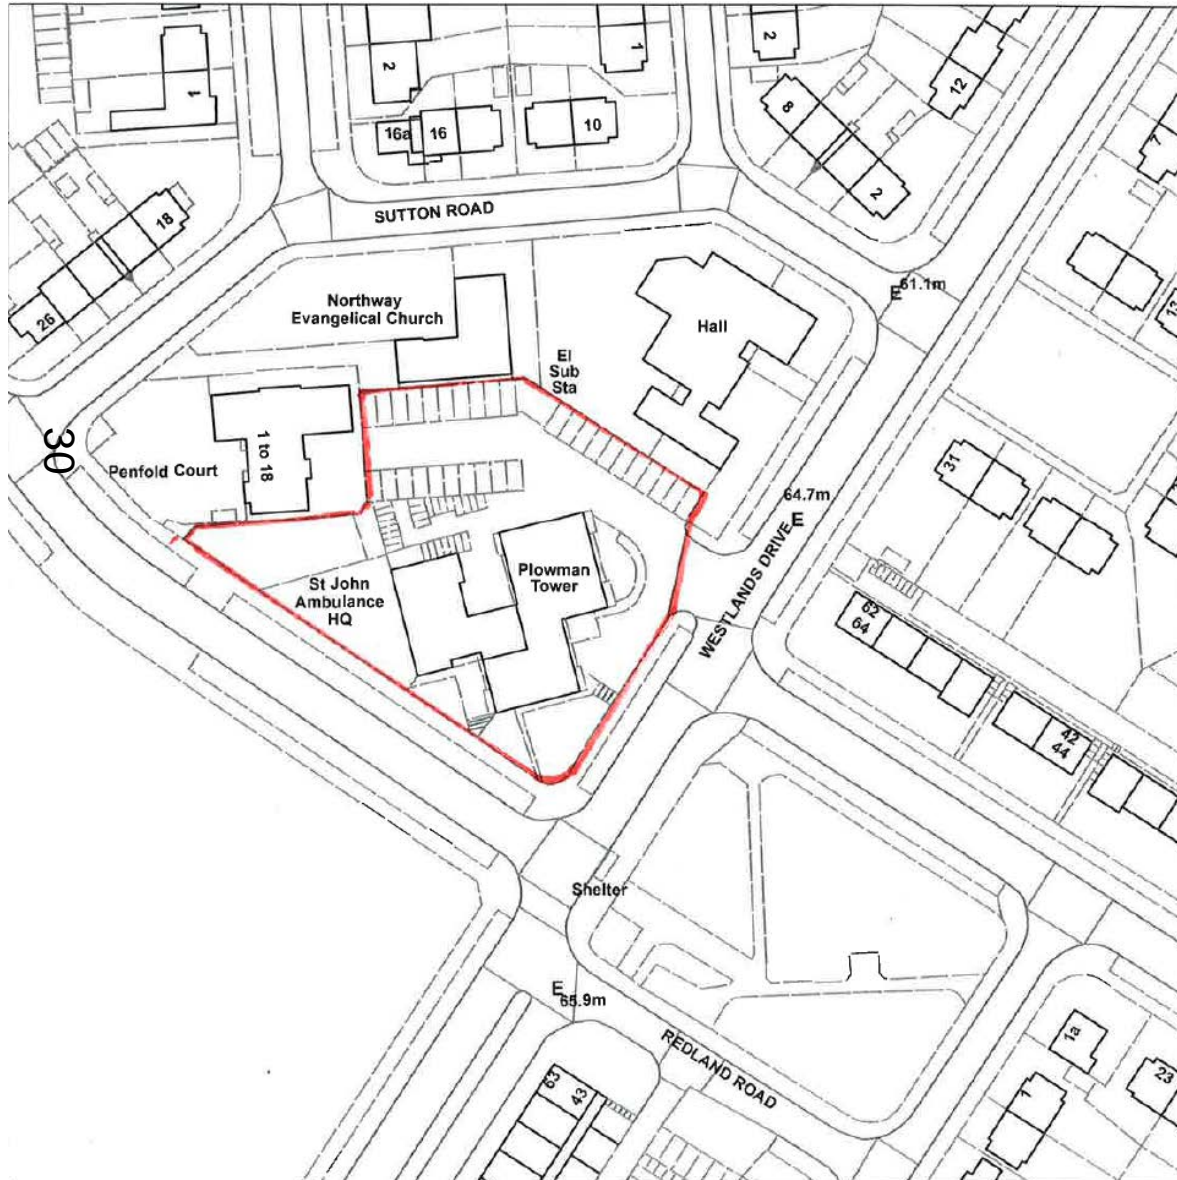 1
2
1
2
12
16a
16
10
8
7
2
18
SUTTON ROAD
61.1m
E
13
26
Northway
Evangelical Church
Hall
El
Sub
Sta
30
Penfold Court
1 to 18
31
64.7m
E
WESTLANDS DRIVE
St John
Ambulance
HQ
Plowman
Tower
62
64
42
44
Shelter
E
65.9m
REDLAND ROAD
63
43
1a
1
23